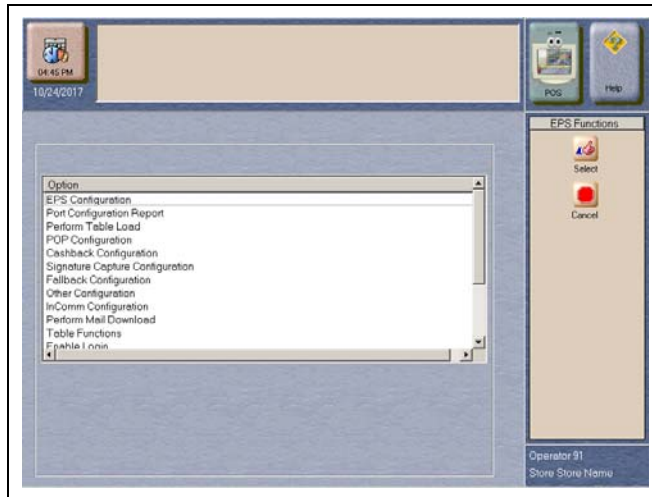 04:45 PM
10/24/2017
POS
Help
EPS Functions
Select
Cancel
Option
EPS Configuration
Port Configuration Report
Perform Table Load
POP Configuration
Cashback Configuration
Signature Capture Configuration
Fallback Configuration
Other Configuration
InComm Configuration
Perform Mail Download
Table Functions
Enable Login
Operator 91
Store Store Name